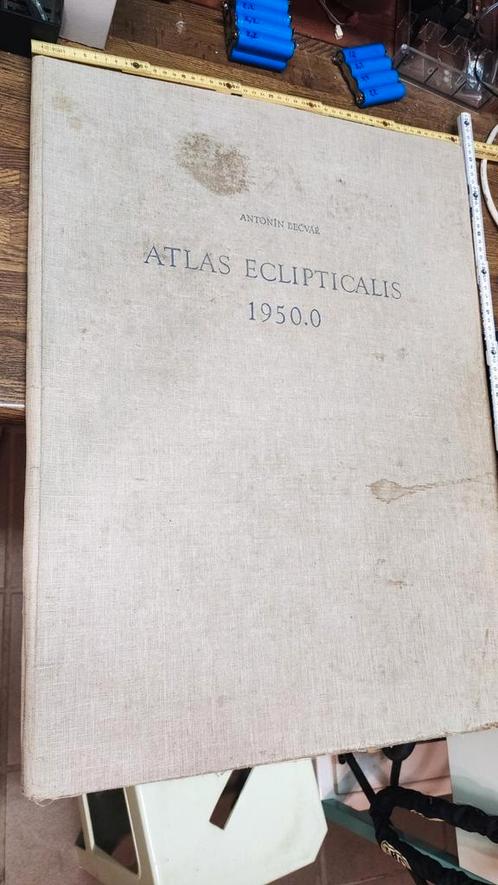 ANTONÍN BEČVÁŘ
ATLAS ECLIPTICALIS
1950.0